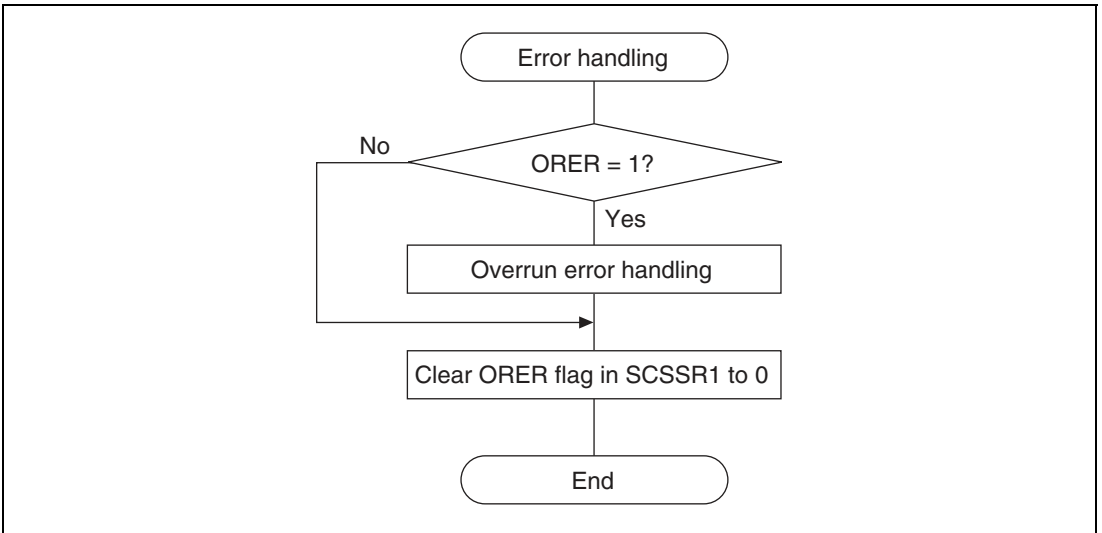 Error handling
No
ORER = 1?
Yes
Overrun error handling
Clear ORER flag in SCSSR1 to 0
End